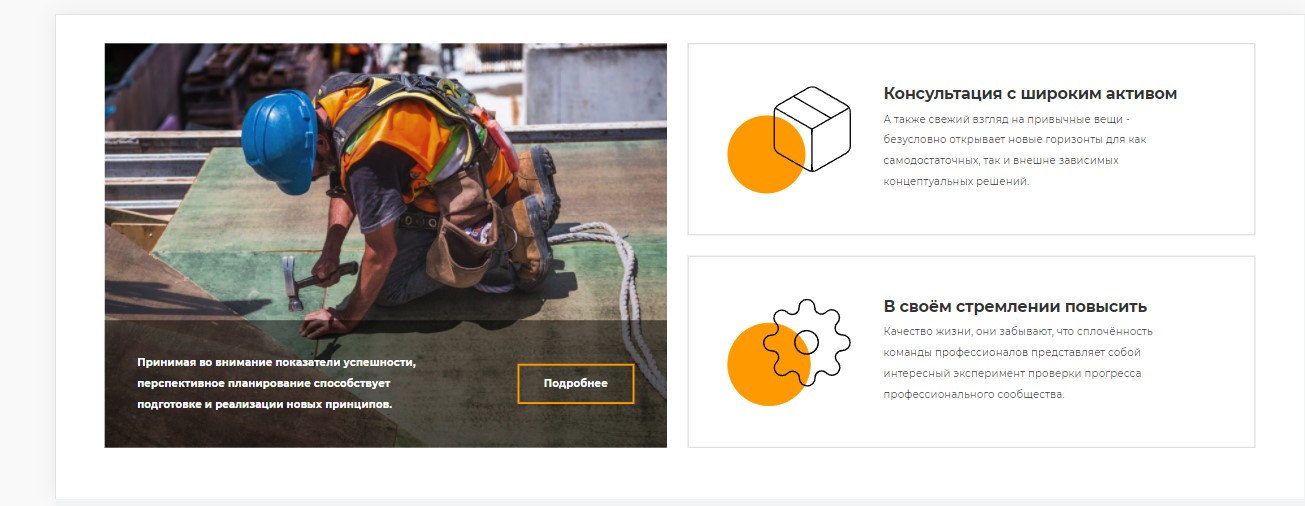 Принимая во внимание показатели успешности,
перспективное планирование способствует
подготовке и реализации новых принципов.
Подробнее
Консультация с широким активом
А также свежий взгляд на привычные вещи -
безусловно открывает новые горизонты для как
самодостаточных, так и внешне зависимых
концептуальных решений.
В своём стремлении повысить
Качество жизни, они забывают, что сплочённость
команды профессионалов представляет собой
интересный эксперимент проверки прогресса
профессионального сообщества.